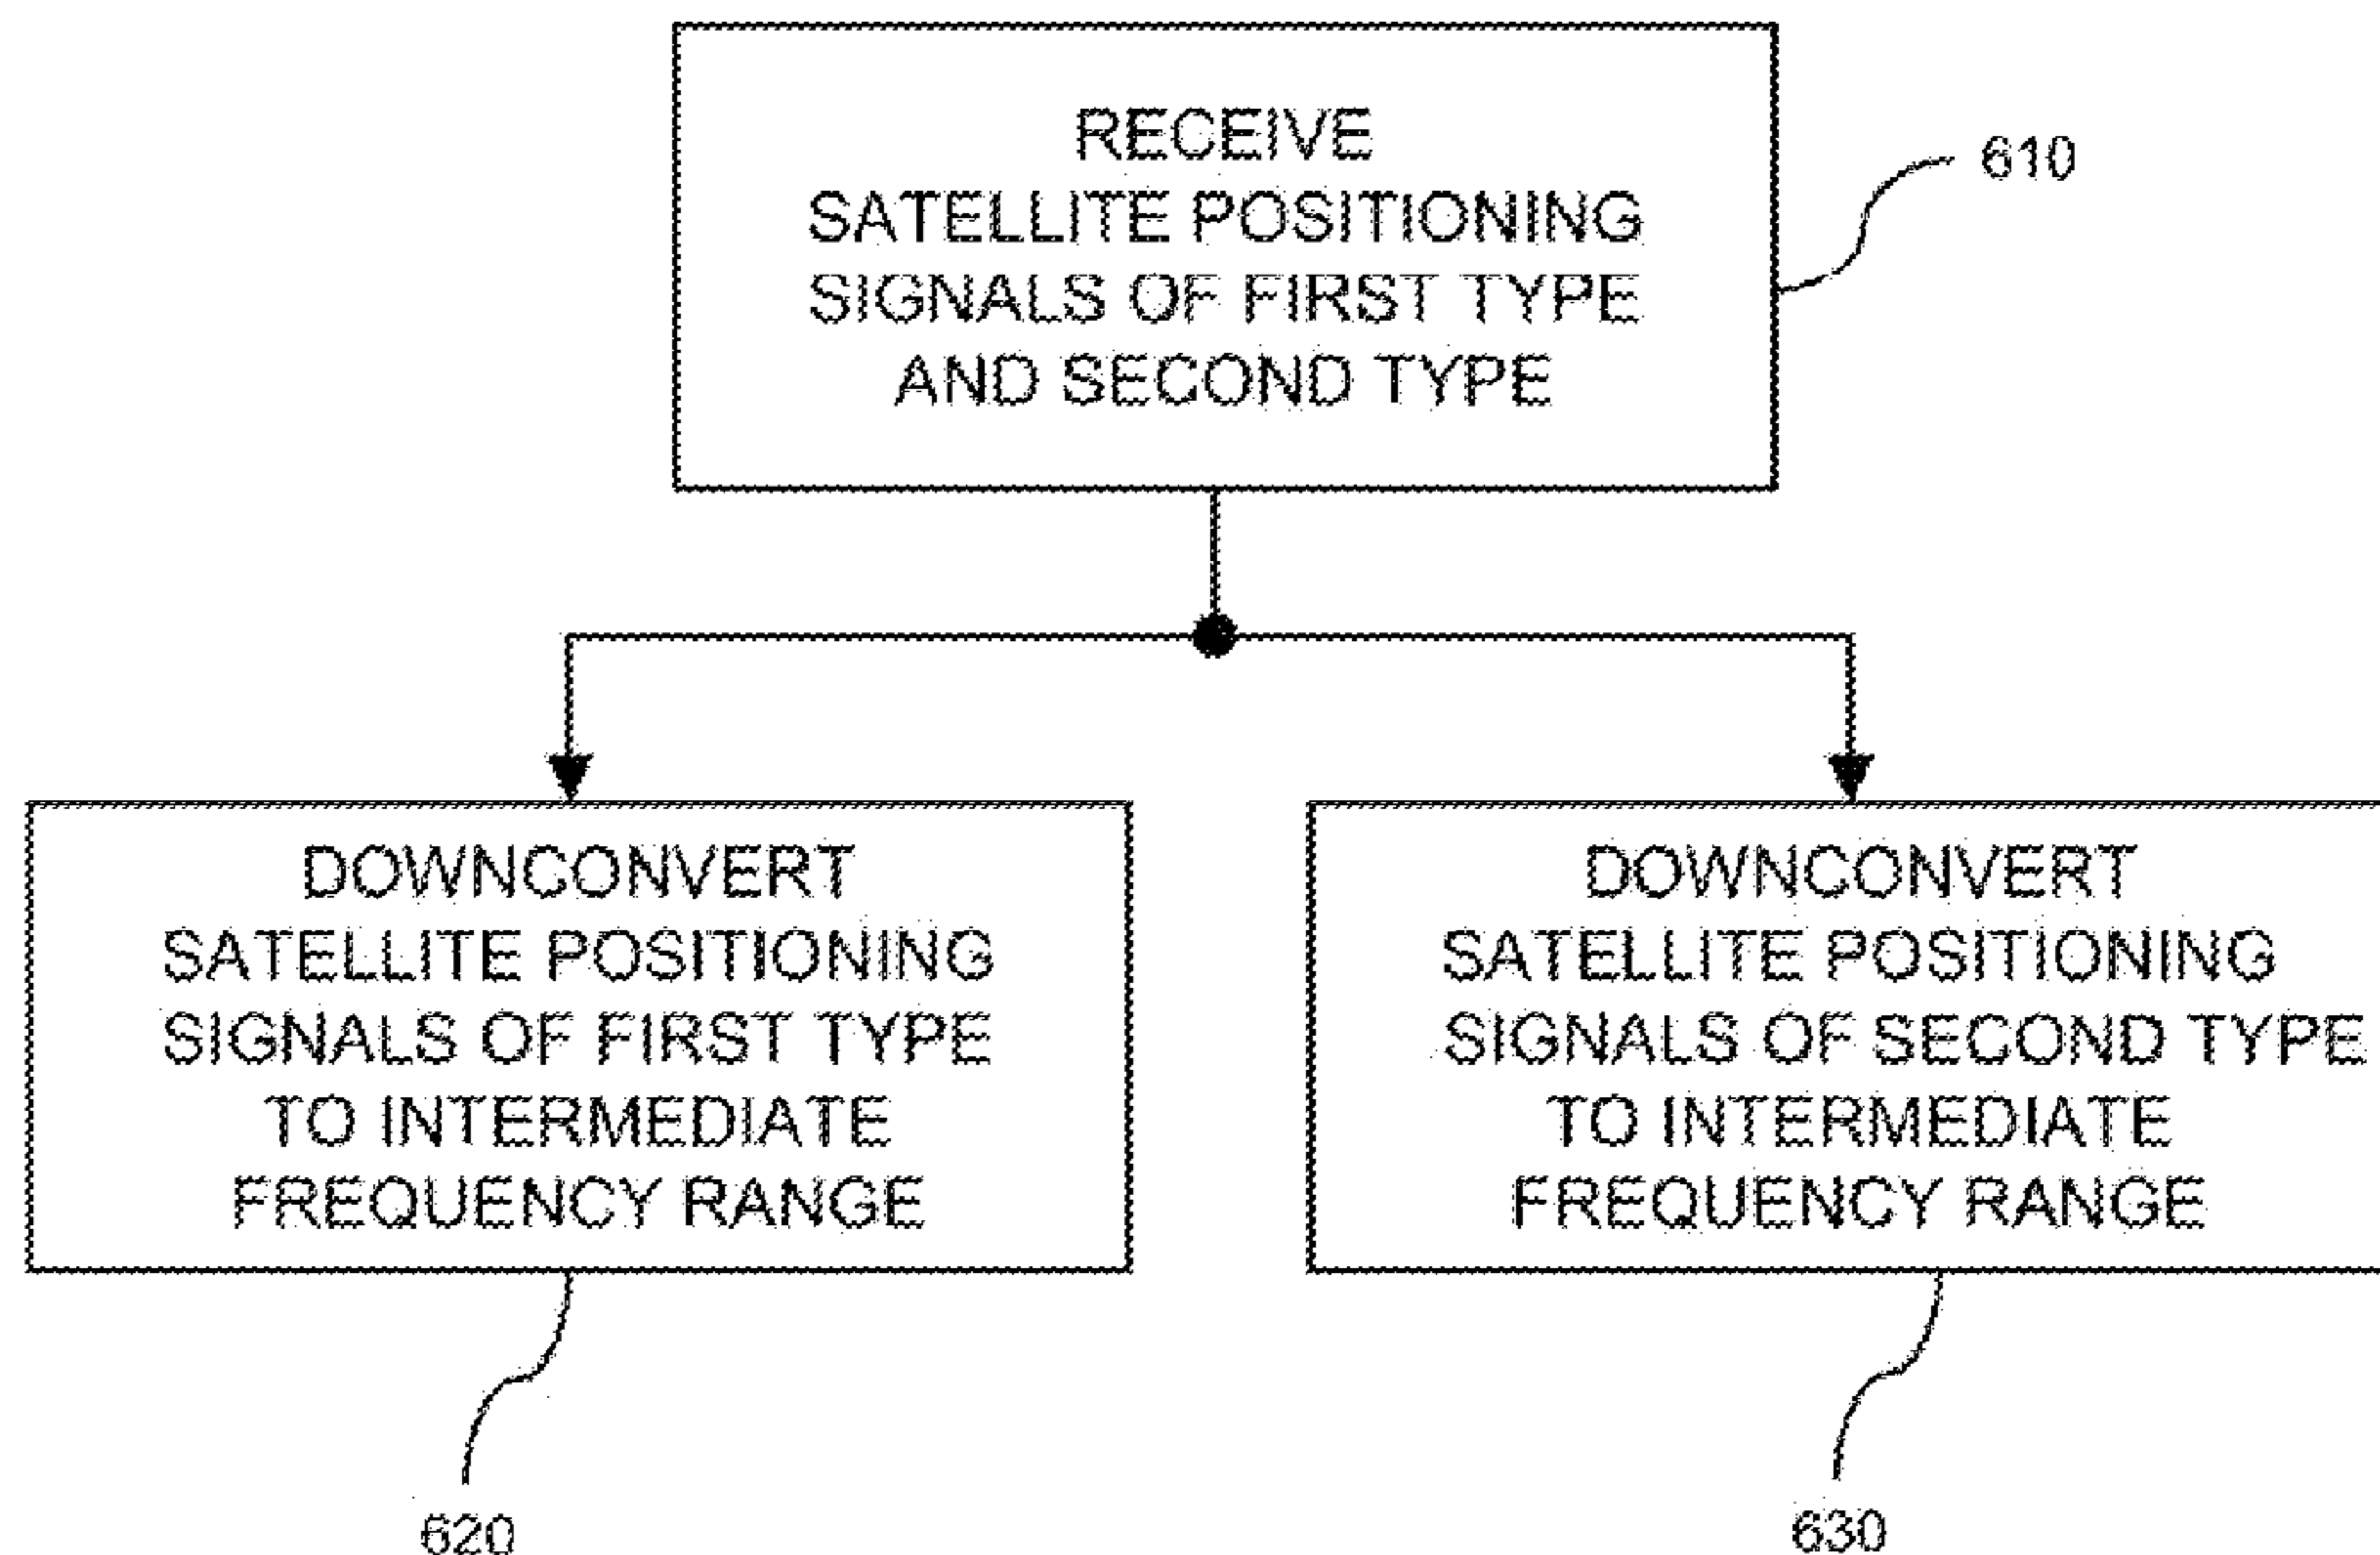 RECEIVE
SATELLITE POSITIONING
SIGNALS OF FIRST TYPE
AND SECOND TYPE
610
DOWNCONVERT
SATELLITE POSITIONING
SIGNALS OF FIRST TYPE
TO INTERMEDIATE
FREQUENCY RANGE
620
DOWNCONVERT
SATELLITE POSITIONING
SIGNALS OF SECOND TYPE
TO INTERMEDIATE
FREQUENCY RANGE
630